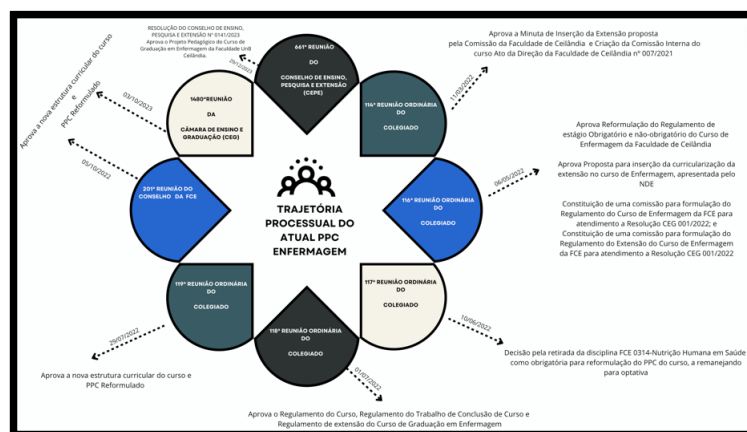 RESOLUÇÃO DO CONSELHO DE ENSINO,
PESQUISA E EXTENSÃO Nº 0141/2023
Aprova o Projeto Pedagógico do Curso de
Graduação em Enfermagem da Faculdade UnB
Ceilândia.
29/12/2023
661ª REUNIÃO
DO
CONSELHO DE ENSINO,
PESQUISA E EXTENSÃO
(CEPE)
Aprova a Minuta de Inserção da Extensão proposta
pela Comissão da Faculdade de Ceilândia e Criação da Comissão Interna do
curso Ato da Direção da Faculdade de Ceilândia nº 007/2021
11/03/2022
114ª REUNIÃO ORDINÁRIA
DO
COLEGIADO
Aprova Reformulação do Regulamento de
estágio Obrigatório e não-obrigatório do Curso de
Enfermagem da Faculdade de Ceilândia
Aprova Proposta para inserção da curricularização da
extensão no curso de Enfermagem, apresentada pelo
NDE
Constituição de uma comissão para formulação do
Regulamento do Curso de Enfermagem da FCE para
atendimento a Resolução CEG 001/2022; e
Constituição de uma comissão para formulação do
Regulamento do Extensão do Curso de Enfermagem
da FCE para atendimento a Resolução CEG 001/2022
06/05/2022
116ª REUNIÃO ORDINÁRIA
DO
COLEGIADO
117ª REUNIÃO ORDINÁRIA
DO
COLEGIADO
10/06/2022
Decisão pela retirada da disciplina FCE 0314-Nutrição Humana em Saúde
como obrigatória para reformulação do PPC do curso, a remanejando
para optativa
118ª REUNIÃO ORDINÁRIA
DO
COLEGIADO
01/07/2022
Aprova o Regulamento do Curso, Regulamento do Trabalho de Conclusão de Curso e
Regulamento de extensão do Curso de Graduação em Enfermagem
119ª REUNIÃO ORDINÁRIA
DO
COLEGIADO
29/07/2022
Aprova a nova estrutura curricular do curso e
PPC Reformulado
201ª REUNIÃO DO
CONSELHO DA FCE
05/10/2022
Aprova a nova estrutura curricular do curso
e
PPC Reformulado
03/10/2023
1480ªREUNIÃO
DA
CÂMARA DE ENSINO E
GRADUAÇÃO (CEG)
TRAJETÓRIA
PROCESSUAL DO
ATUAL PPC
ENFERMAGEM